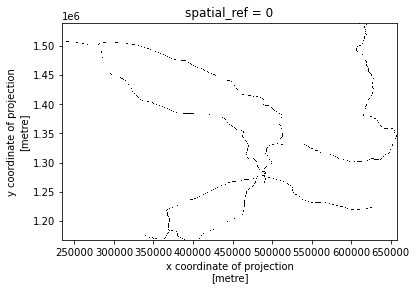 spatial_ref = 0
1e6
1.50
1.45
1.40
1.35
1.30
1.25
1.20
y coordinate of projection
[metre]
250000 300000 350000 400000 450000 500000 550000 600000 650000
x coordinate of projection
[metre]